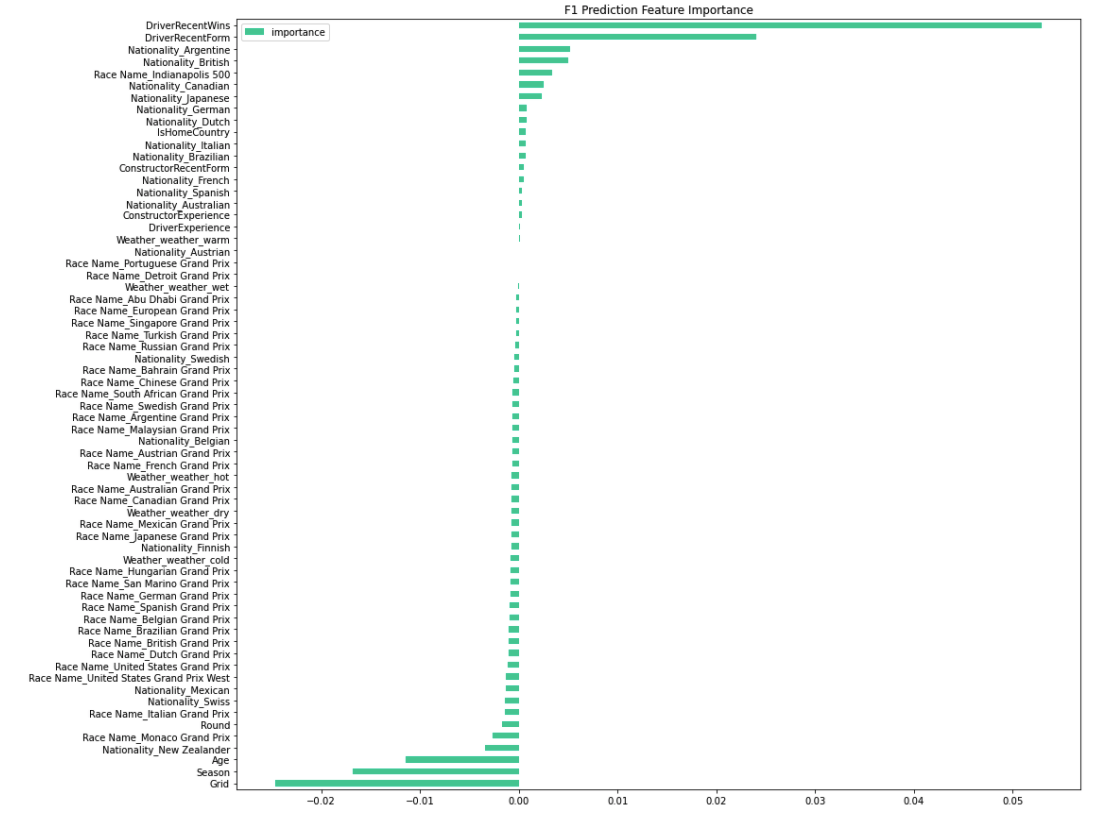 F1 Prediction Feature Importance
importance
DriverRecentWins
DriverRecentForm
Nationality_Argentine
Nationality_British
Race Name_Indianapolis 500
Nationality_Canadian
Nationality_Japanese
Nationality_German
Nationality_Dutch
IsHomeCountry
Nationality_Italian
Nationality_Brazilian
ConstructorRecentForm
Nationality_French
Nationality_Spanish
Nationality_Australian
ConstructorExperience
DriverExperience
Weather_weather_warm
Nationality_Austrian
Race Name_Portuguese Grand Prix
Race Name_Detroit Grand Prix
Weather_weather_wet
Race Name_Abu Dhabi Grand Prix
Race Name_European Grand Prix
Race Name_Singapore Grand Prix
Race Name_Turkish Grand Prix
Race Name_Russian Grand Prix
Nationality_Swedish
Race Name_Bahrain Grand Prix
Race Name_Chinese Grand Prix
Race Name_South African Grand Prix
Race Name_Swedish Grand Prix
Race Name_Argentine Grand Prix
Race Name_Malaysian Grand Prix
Nationality_Belgian
Race Name_Austrian Grand Prix
Race Name_French Grand Prix
Weather_weather_hot
Race Name_Australian Grand Prix
Race Name_Canadian Grand Prix
Weather_weather_dry
Race Name_Mexican Grand Prix
Race Name_Japanese Grand Prix
Nationality_Finnish
Weather_weather_cold
Race Name_Hungarian Grand Prix
Race Name_San Marino Grand Prix
Race Name_German Grand Prix
Race Name_Spanish Grand Prix
Race Name_Belgian Grand Prix
Race Name_Brazilian Grand Prix
Race Name_British Grand Prix
Race Name_Dutch Grand Prix
Race Name_United States Grand Prix
Race Name_United States Grand Prix West
Nationality_Mexican
Nationality_Swiss
Race Name_Italian Grand Prix
Round
Race Name_Monaco Grand Prix
Nationality_New Zealander
Age
Season
Grid
−0.02 −0.01 0.00 0.01 0.02 0.03 0.04 0.05